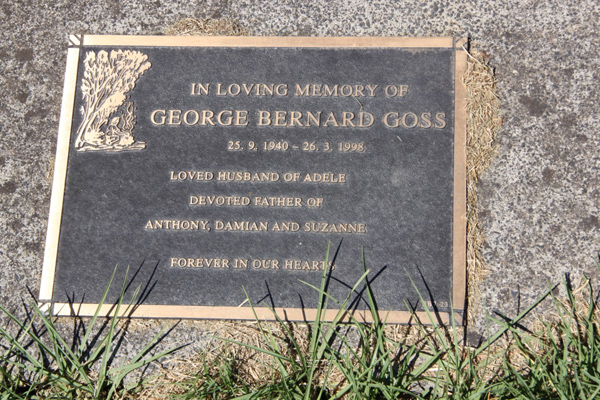 IN LOVING MEMORY OF
GEORGE BERNARD GOSS
25. 9. 1940 – 26. 3. 1998
LOVED HUSBAND OF ADELE
DEVOTED FATHER OF
ANTHONY, DAMIAN AND SUZANNE
FOREVER IN OUR HEARTS